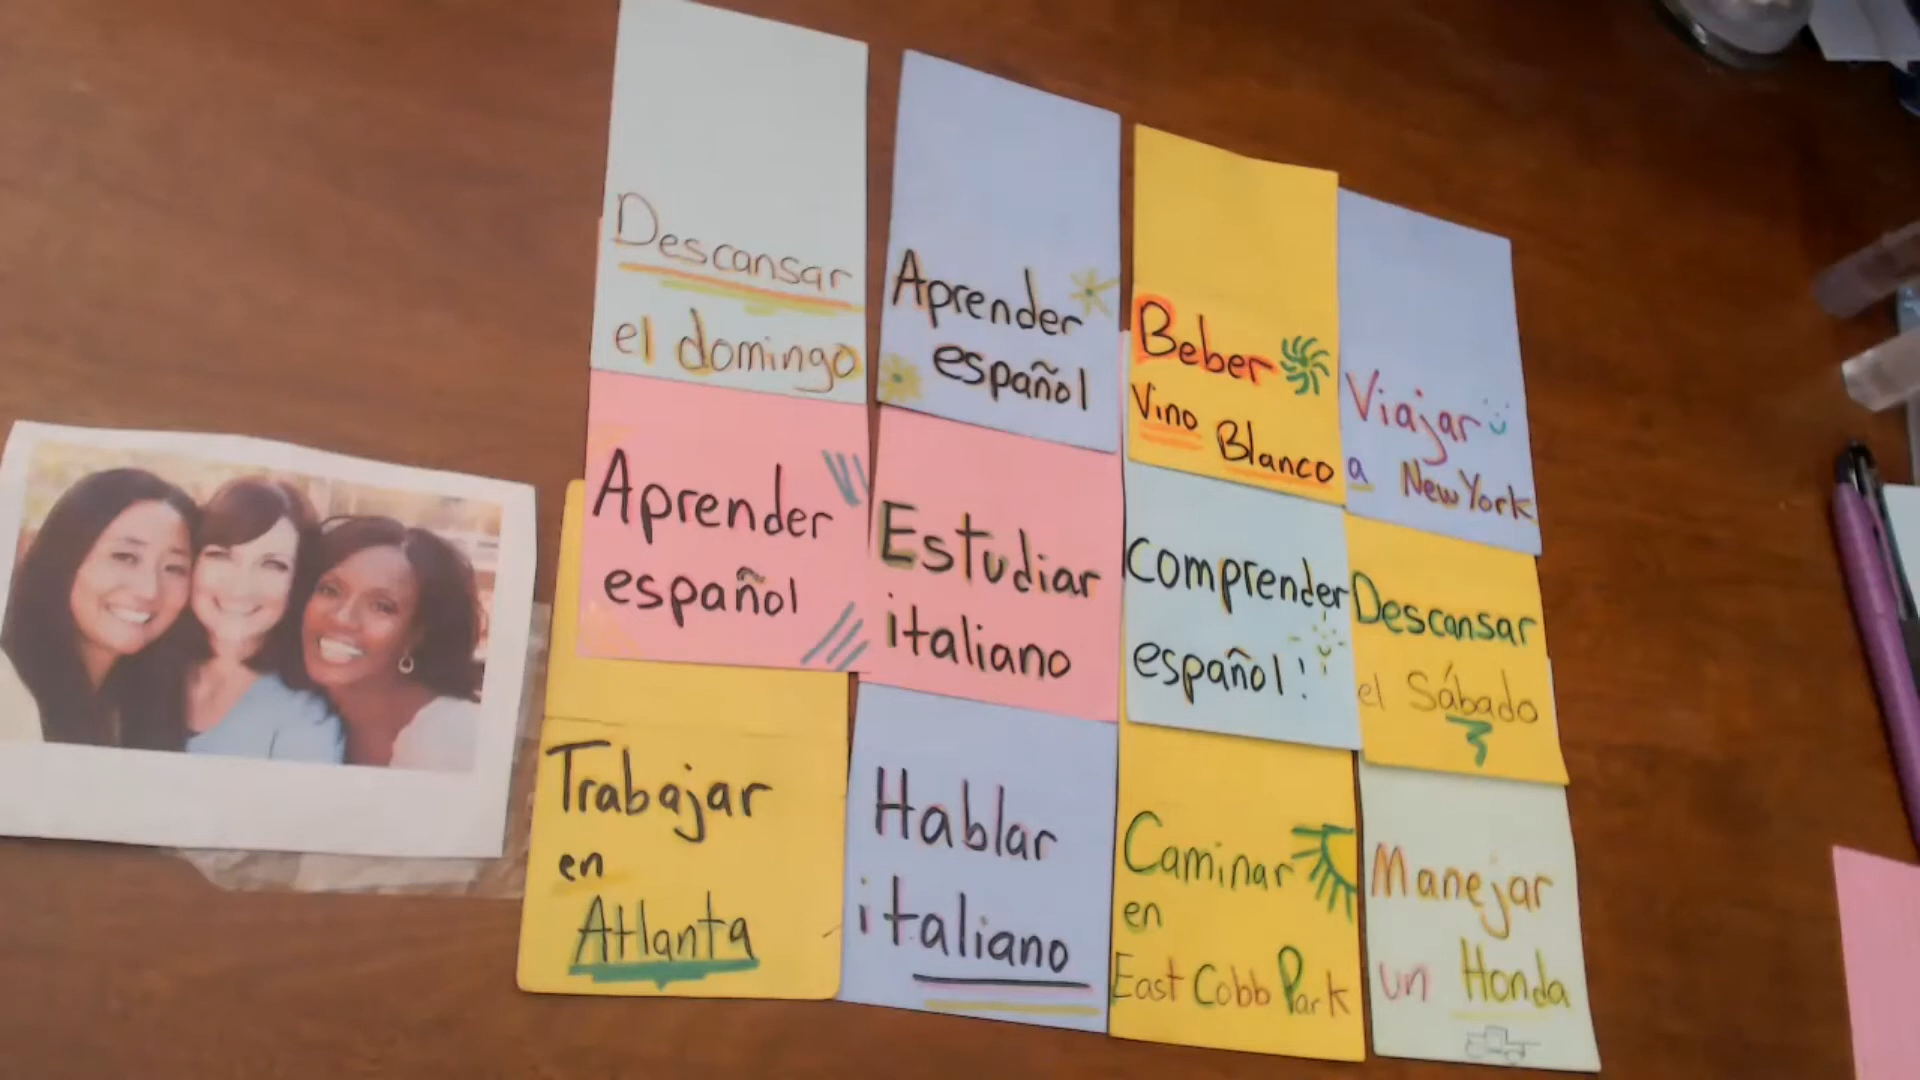 Descansar
el domingo
Aprender
español
Beber
Vino Blanco
Viajar
a New York
Aprender
español
Estudiar
italiano
Comprender
español!
Descansar
el Sábado
Trabajar
en
Atlanta
Hablar
italiano
Caminar
en
East Cobb Park
Manejar
un Honda